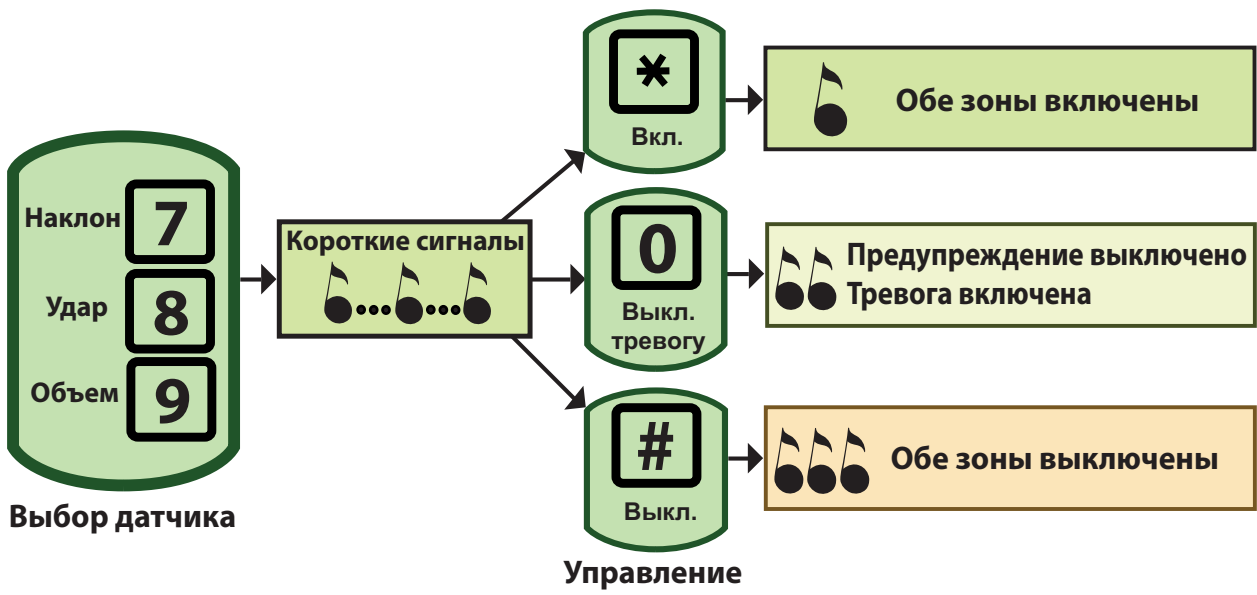 Наклон 7
Удар 8
Объем 9
Выбор датчика
Короткие сигналы
*
Вкл.
Обе зоны включены
0
Выкл.
тревогу
Предупреждение выключено
Тревога включена
#
Выкл.
Обе зоны выключены
Управление